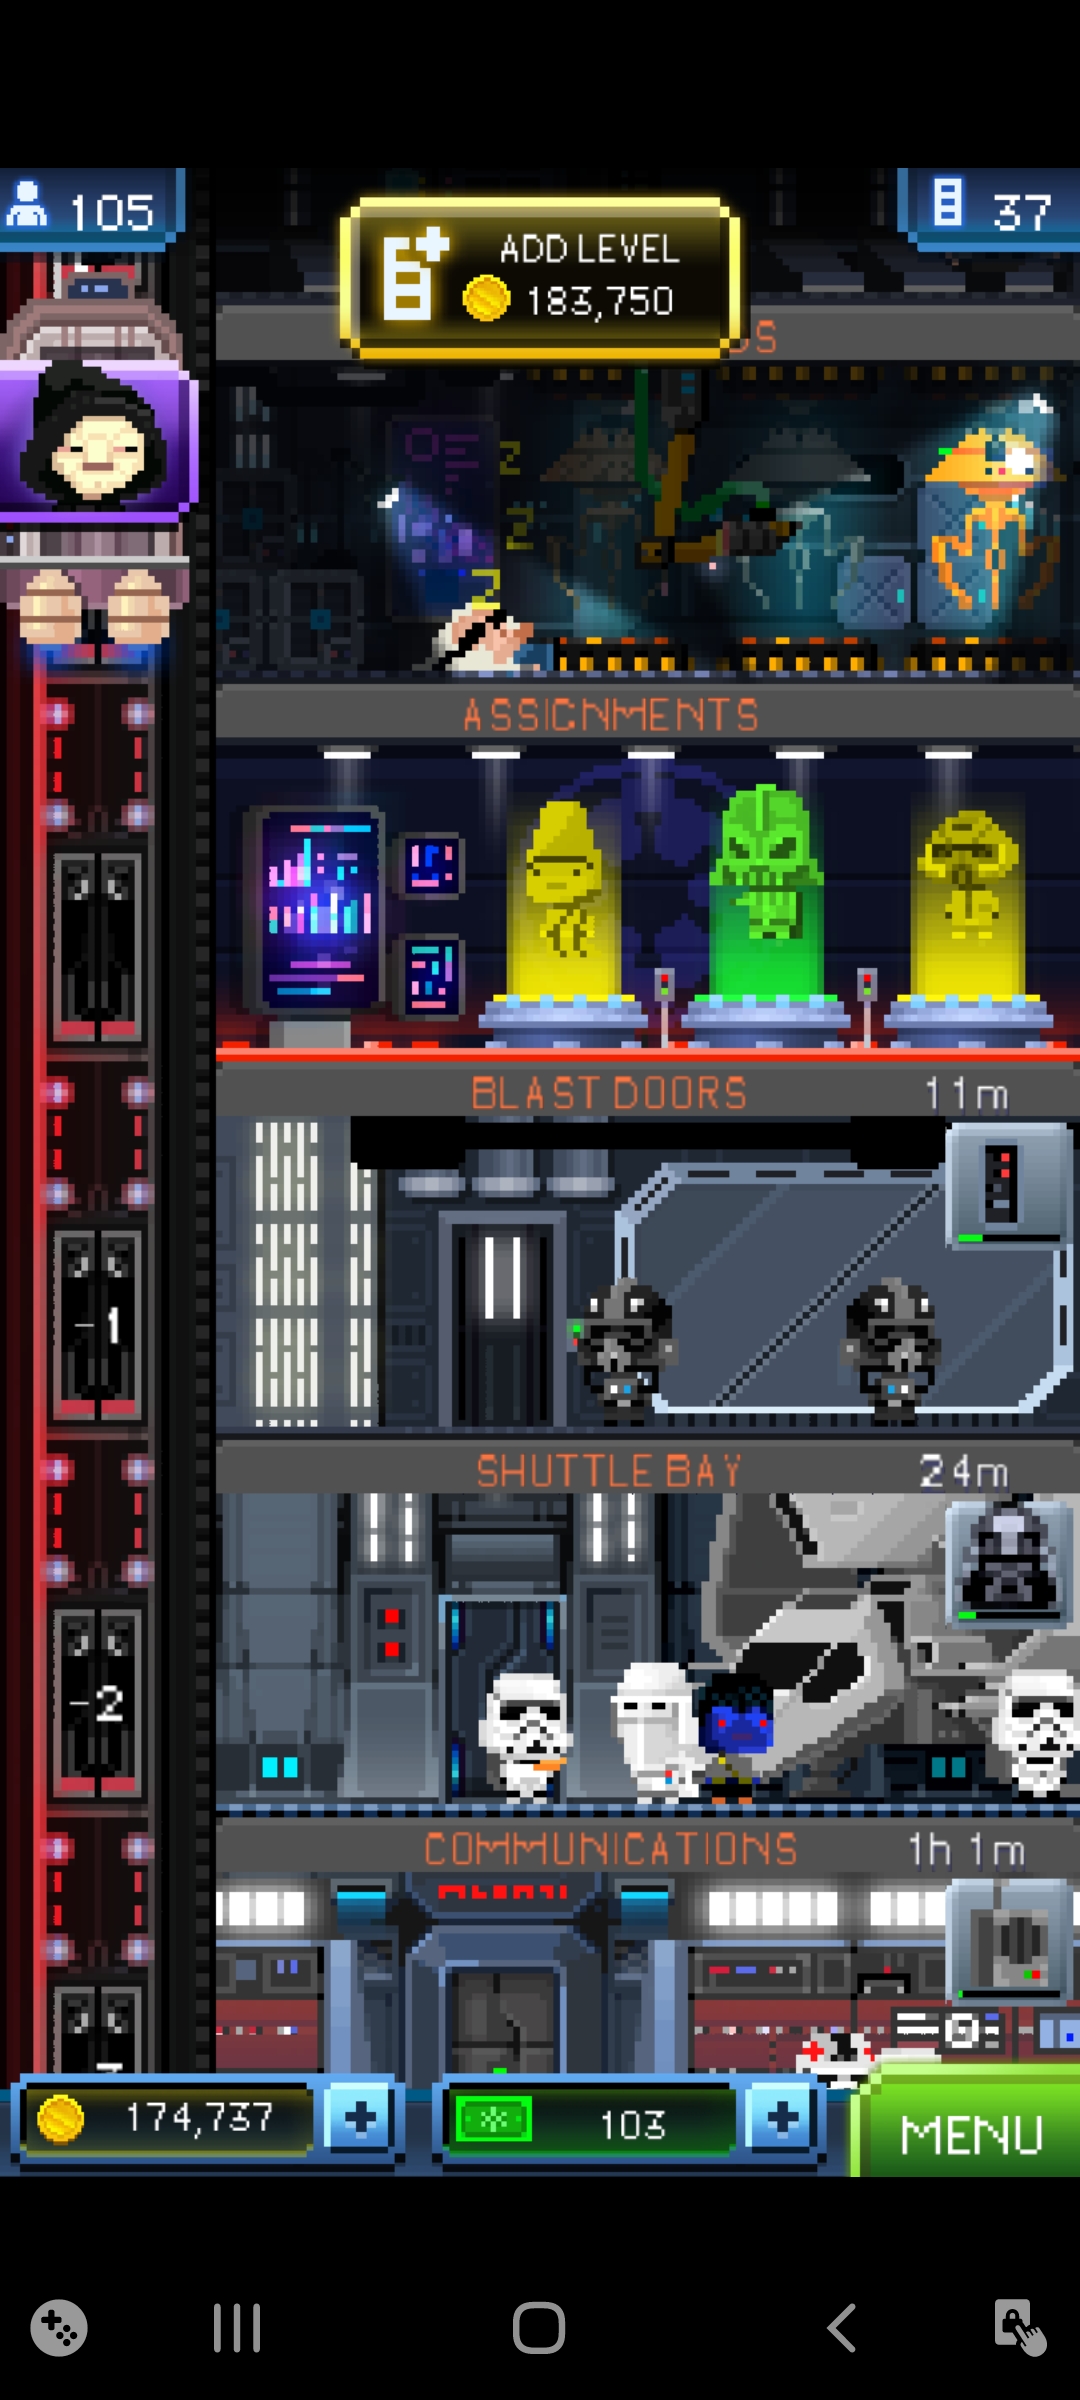 105
ADD LEVEL
183,750
37
DS
Z
Z
Z
ASSIGNMENTS
BLAST DOORS 11m
-1
SHUTTLE BAY 24m
-2
COMMUNICATIONS 1h 1m
174,737
103
MENU